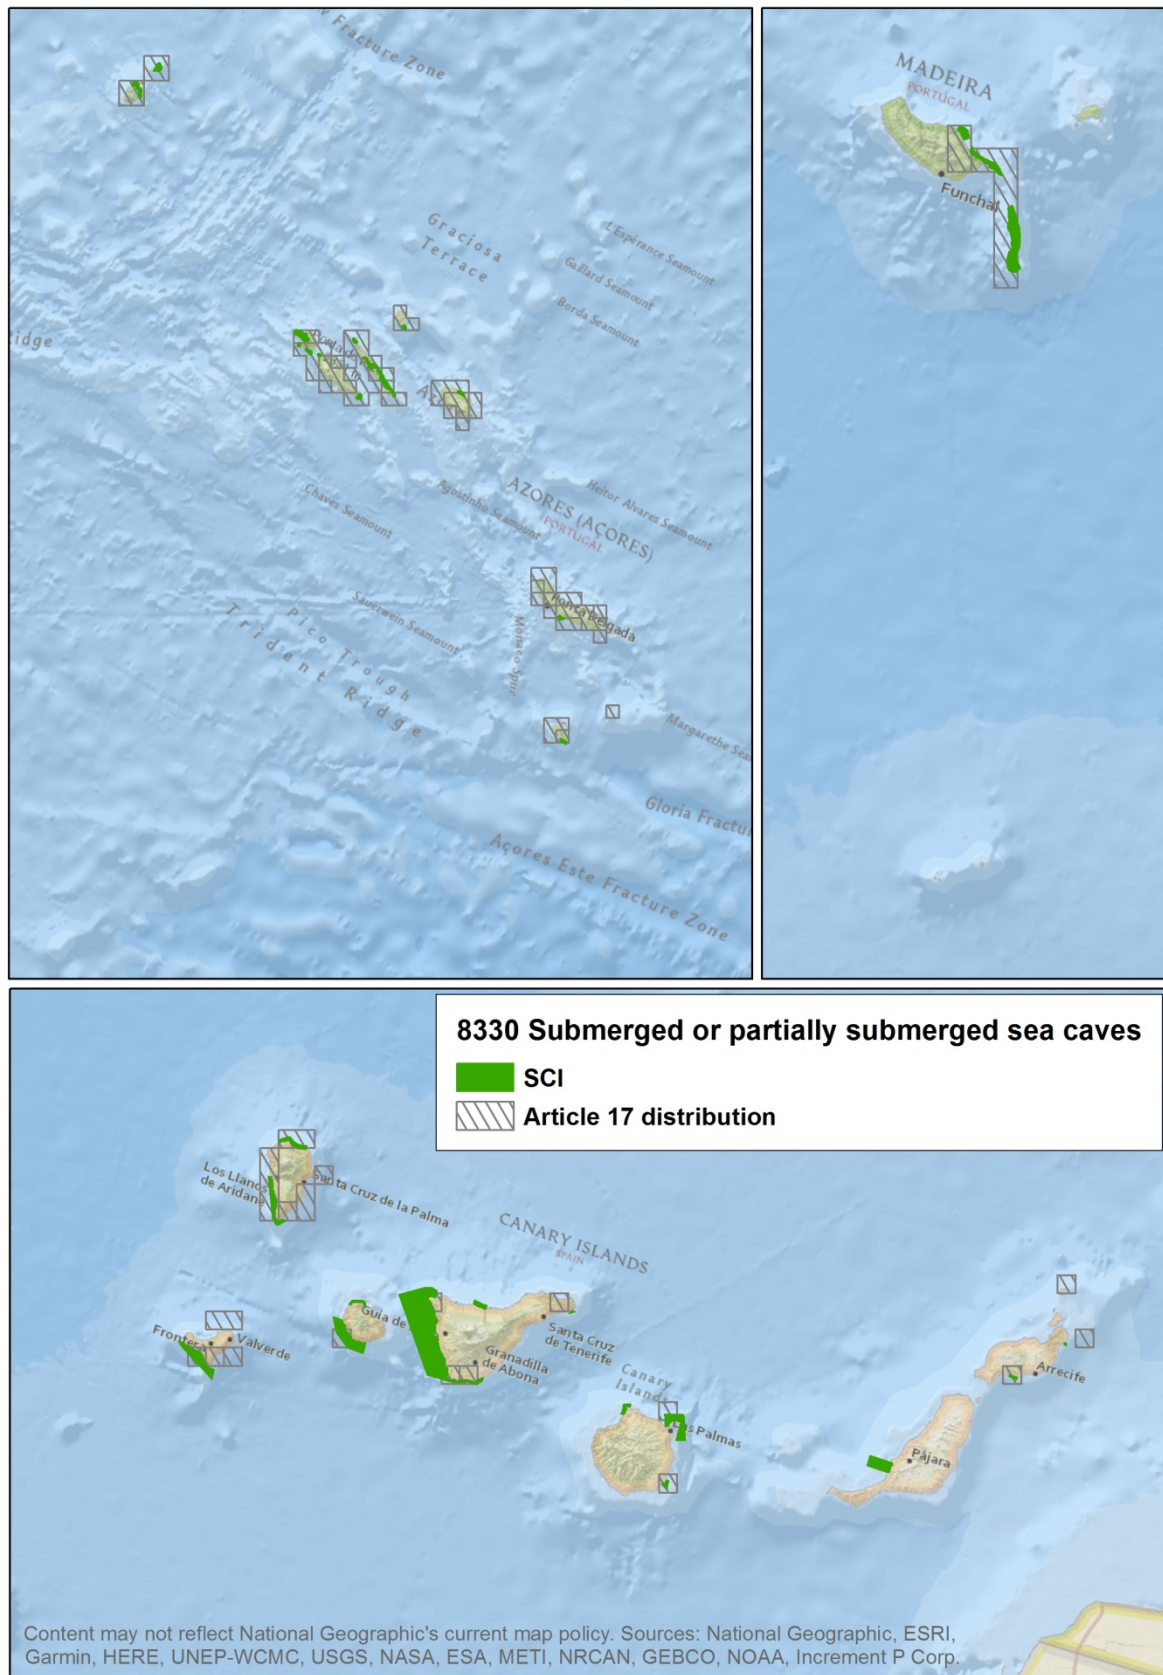 Fracture Zone
Graciosa
Terrace
L'Espérance Seamount
Gaillard Seamount
Borda Seamount
idge
Chaves Seamount
Agostinho Seamount
Heitor Alvares Seamount
AZORES (AÇORES)
PORTUGAL
Ponta Delgada
Sauerwein Seamount
Monaco Spur
Pico Trough
Trident Ridge
Margarethe Sea
Gloria Fractu
Açores Este Fracture Zone
MADEIRA
PORTUGAL
Funchal
8330 Submerged or partially submerged sea caves
SCI
Article 17 distribution
Los Llanos
de Aridane
Santa Cruz de la Palma
CANARY ISLANDS
SPAIN
Frontera
Valverde
Guia de
Santa Cruz
de Tenerife
Granadilla
de Abona
Canary
Islands
Las Palmas
Arrecife
Pájara
Content may not reflect National Geographic's current map policy. Sources: National Geographic, ESRI,
Garmin, HERE, UNEP-WCMC, USGS, NASA, ESA, METI, NRCAN, GEBCO, NOAA, Increment P Corp.